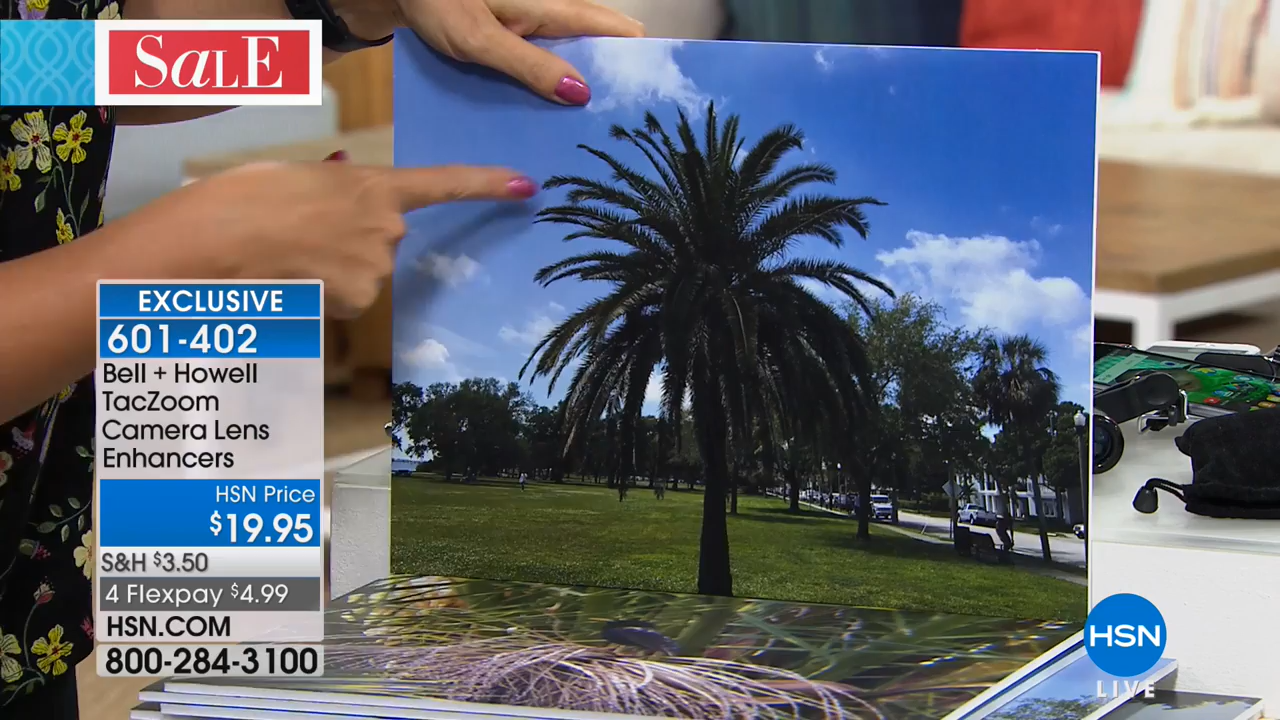 SaLE
EXCLUSIVE
601-402
Bell + Howell
TacZoom
Camera Lens
Enhancers
HSN Price
$19.95
S&H $3.50
4 Flexpay $4.99
HSN.COM
800-284-3100
HSN
LIVE